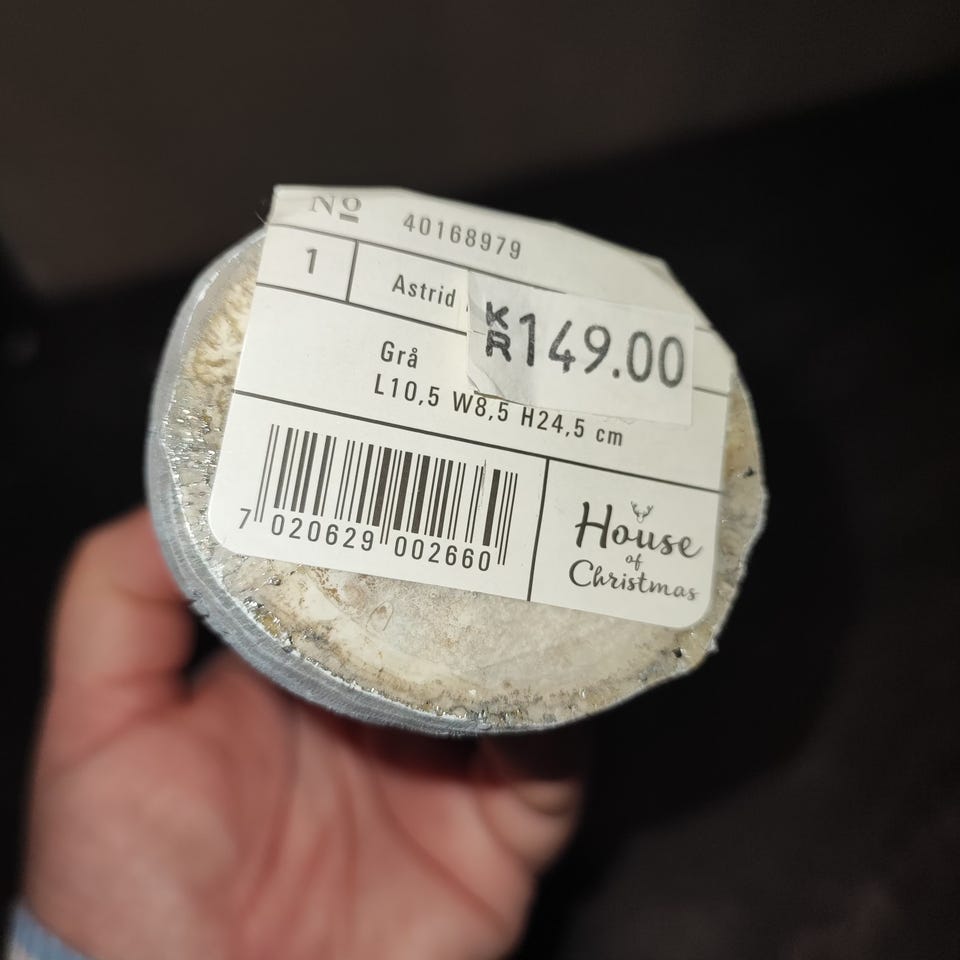 No 40168979
1 Astrid
KR 149.00
Grå
L10,5 W8,5 H24,5 cm
7 020629 002660
House
of
Christmas